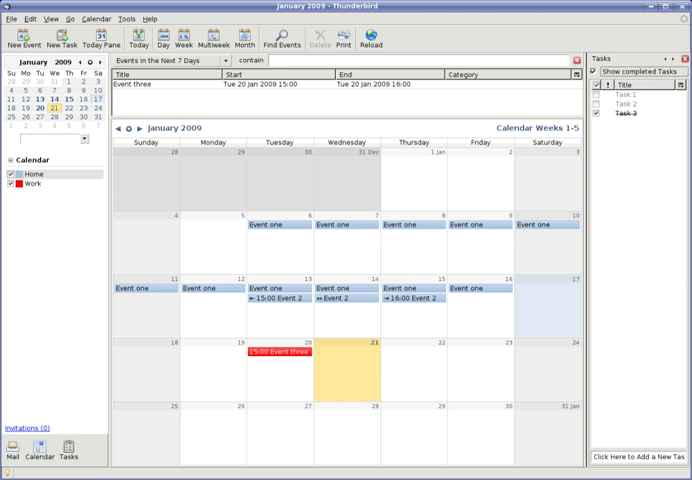 January 2009 - Thunderbird
File Edit View Go Calendar Tools Help
New Event New Task Today Pane Today Day Week Multiweek Month Find Events Delete Print Reload
January 2009
Su Mo Tu We Th Fr Sa
28 29 30 31 1 2 3
4 5 6 7 8 9 10
11 12 13 14 15 16 17
18 19 20 21 22 23 24
25 26 27 28 29 30 31
1 2 3 4 5 6 7
Calendar
Home
Work
Invitations (0)
Mail Calendar Tasks
Events in the Next 7 Days contain
Title Start End Category
Event three Tue 20 Jan 2009 15:00 Tue 20 Jan 2009 16:00
January 2009 Calendar Weeks 1-5
Sunday Monday Tuesday Wednesday Thursday Friday Saturday
28 29 30 31 Dec 1 Jan 2 3
4 5 6 7 8 9 10
Event one Event one Event one Event one Event one
11 12 13 14 15 16 17
Event one Event one Event one Event one Event one Event one
15:00 Event 2 Event 2 16:00 Event 2
18 19 20 21 22 23 24
15:00 Event three
25 26 27 28 29 30 31 Jan
Tasks
Show completed Tasks
! Title
Task 1
Task 2
Task 3
Click Here to Add a New Tas